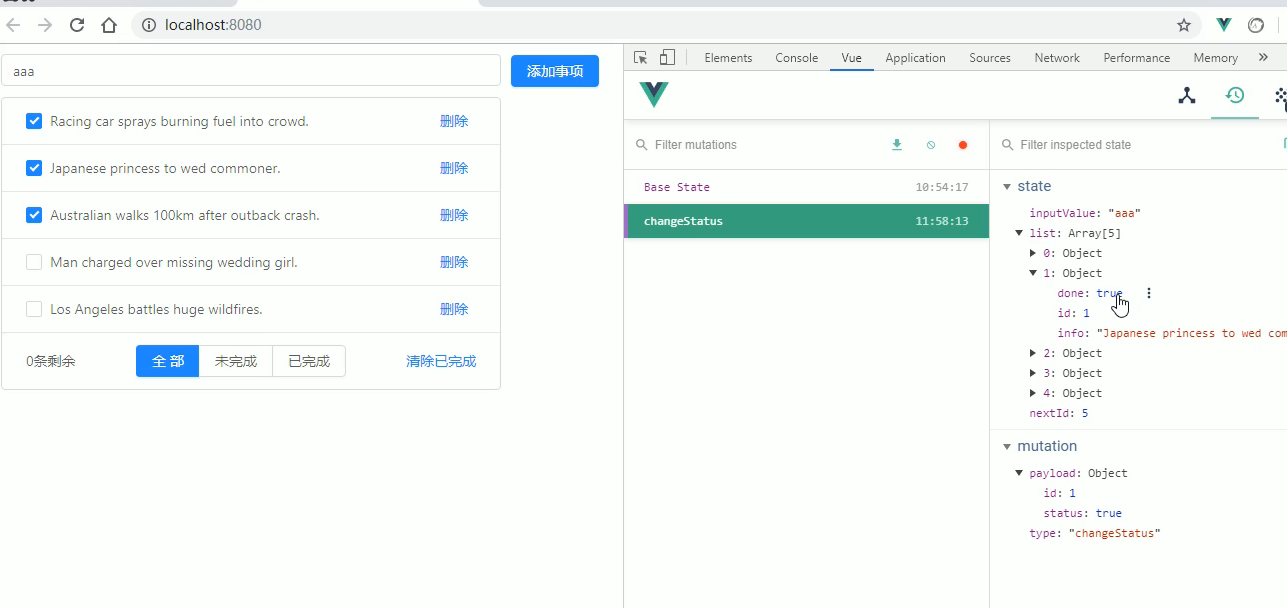 localhost:8080
aaa
添加事项
Racing car sprays burning fuel into crowd.
删除
Japanese princess to wed commoner.
删除
Australian walks 100km after outback crash.
删除
Man charged over missing wedding girl.
删除
Los Angeles battles huge wildfires.
删除
0条剩余
全 部
未完成
已完成
清除已完成
Elements Console Vue Application Sources Network Performance Memory »
Filter mutations
Base State 10:54:17
changeStatus 11:58:13
Filter inspected state
state
inputValue: "aaa"
list: Array[5]
0: Object
1: Object
done: true
id: 1
info: "Japanese princess to wed com
2: Object
3: Object
4: Object
nextId: 5
mutation
payload: Object
id: 1
status: true
type: "changeStatus"